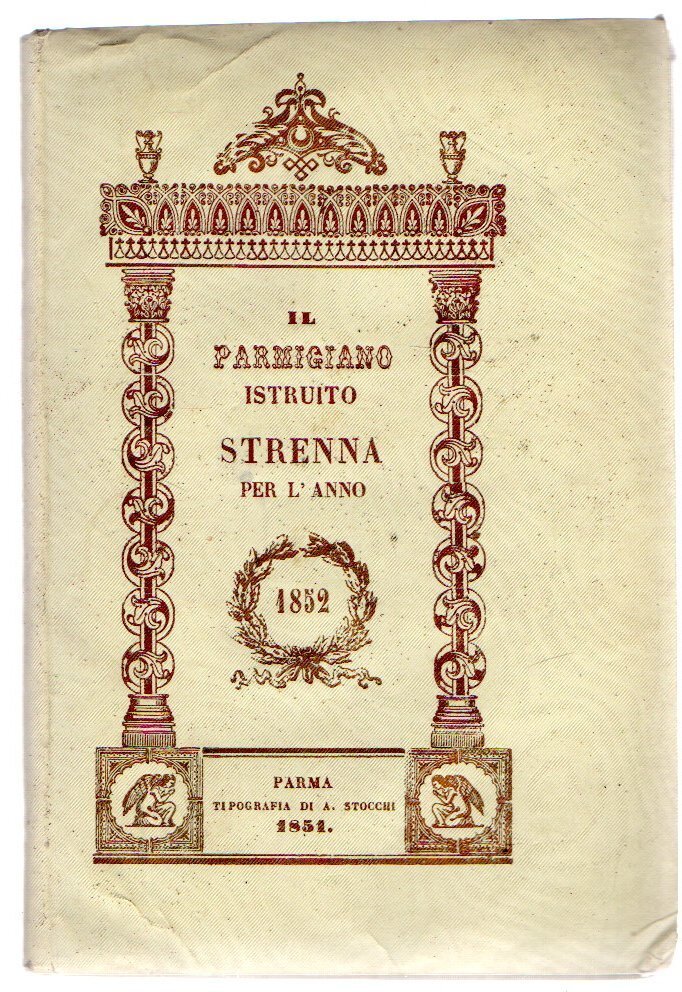 IL
PARMIGIANO
ISTRUITO
STRENNA
PER L'ANNO
1852
PARMA
TIPOGRAFIA DI A. STOCCHI
1851.